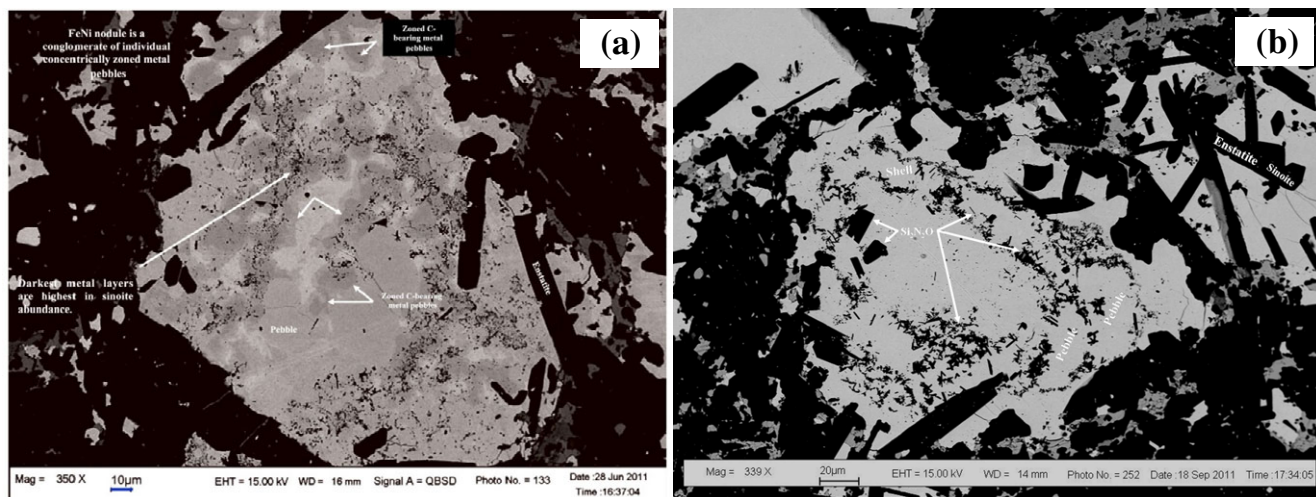 (a)
FeNi nodule is a
conglomerate of individual
concentrically zoned metal
pebbles
Zoned C-
bearing metal
pebbles
Darkest metal layers
are highest in sinoite
abundance.
Zoned C-bearing
metal pebbles
Pebble
Enstatite
Mag = 350 X
10µm
EHT = 15.00 kV
WD = 16 mm
Signal A = QBSD
Photo No. = 133
Date :28 Jun 2011
Time :16:37:04
(b)
Enstatite
Sinoite
Shell
Si₂N₂O
Pebble
Pebble
Mag = 339 X
20µm
EHT = 15.00 kV
WD = 14 mm
Photo No. = 252
Date :18 Sep 2011
Time :17:34:05